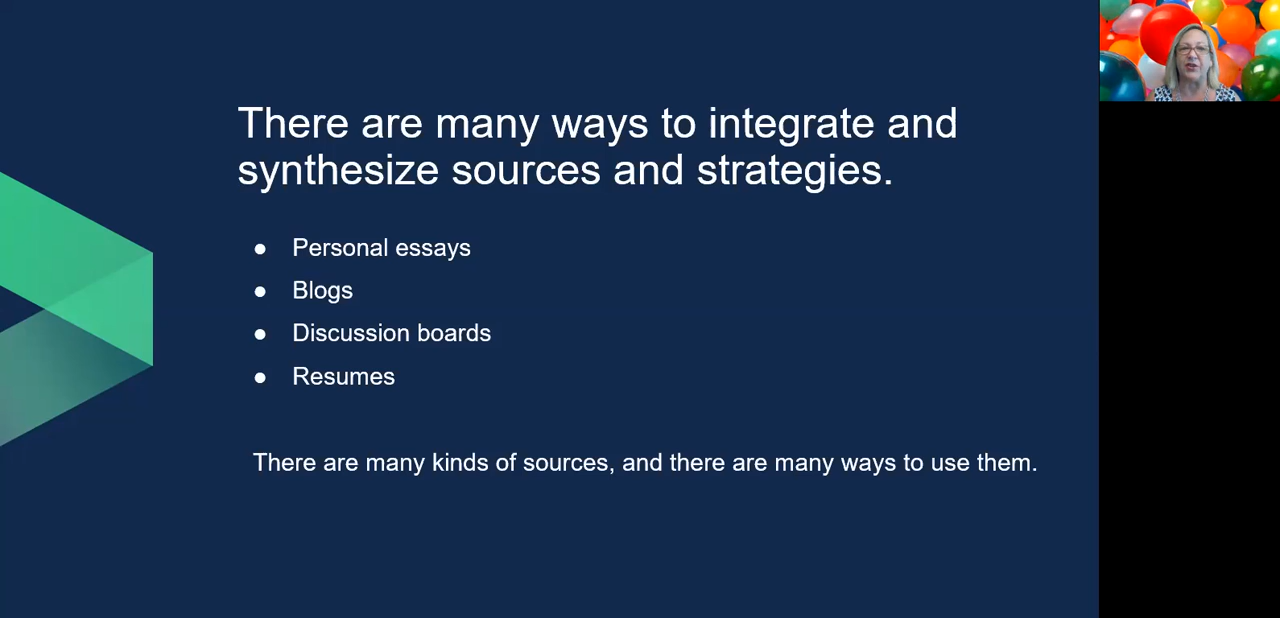 There are many ways to integrate and
synthesize sources and strategies.
● Personal essays
● Blogs
● Discussion boards
● Resumes
There are many kinds of sources, and there are many ways to use them.